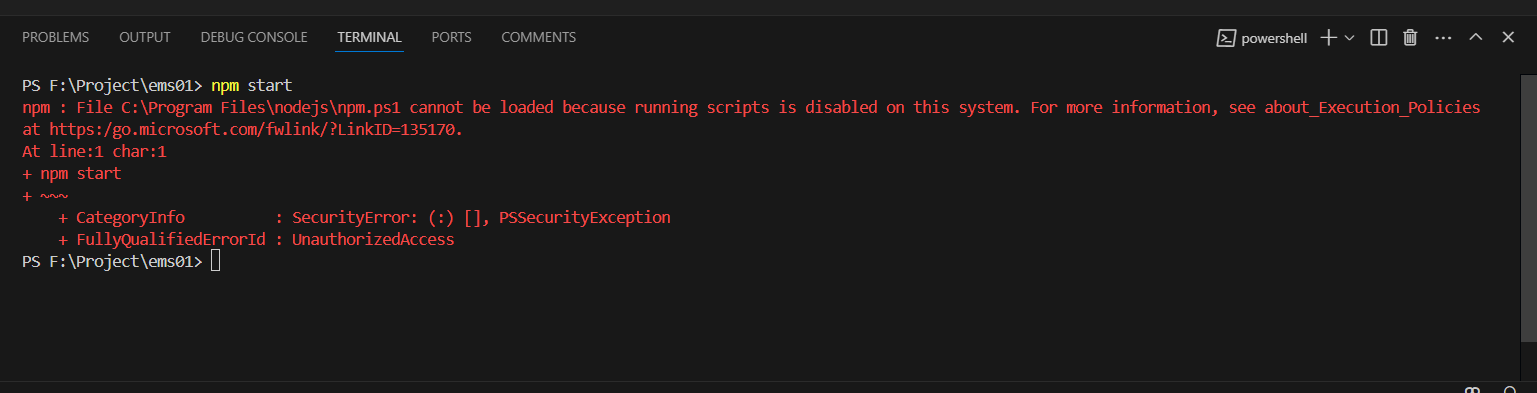 PROBLEMS OUTPUT DEBUG CONSOLE TERMINAL PORTS COMMENTS powershell
PS F:\Project\ems01> npm start
npm : File C:\Program Files\nodejs\npm.ps1 cannot be loaded because running scripts is disabled on this system. For more information, see about_Execution_Policies
at https:/go.microsoft.com/fwlink/?LinkID=135170.
At line:1 char:1
+ npm start
+ ~~~
    + CategoryInfo          : SecurityError: (:) [], PSSecurityException
    + FullyQualifiedErrorId : UnauthorizedAccess
PS F:\Project\ems01>